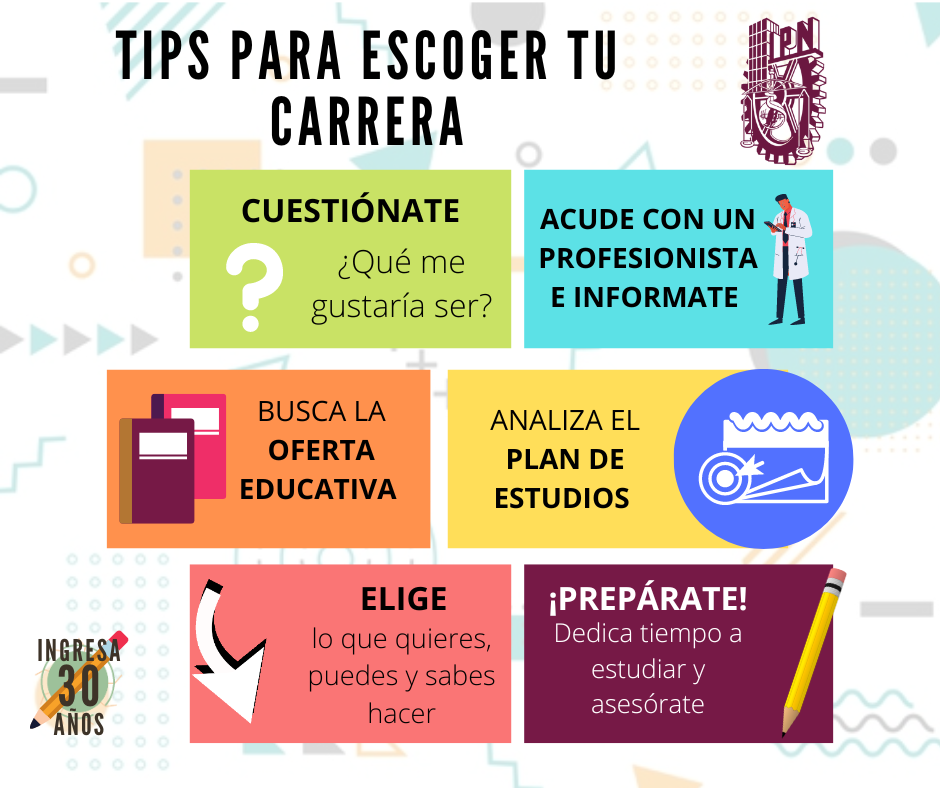 TIPS PARA ESCOGER TU
CARRERA
IPN
CUESTIÓNATE
¿Qué me
gustaría ser?
ACUDE CON UN
PROFESIONISTA
E INFORMATE
BUSCA LA
OFERTA
EDUCATIVA
ANALIZA EL
PLAN DE
ESTUDIOS
ELIGE
lo que quieres,
puedes y sabes
hacer
¡PREPÁRATE!
Dedica tiempo a
estudiar y
asesórate
INGRESA
30
AÑOS